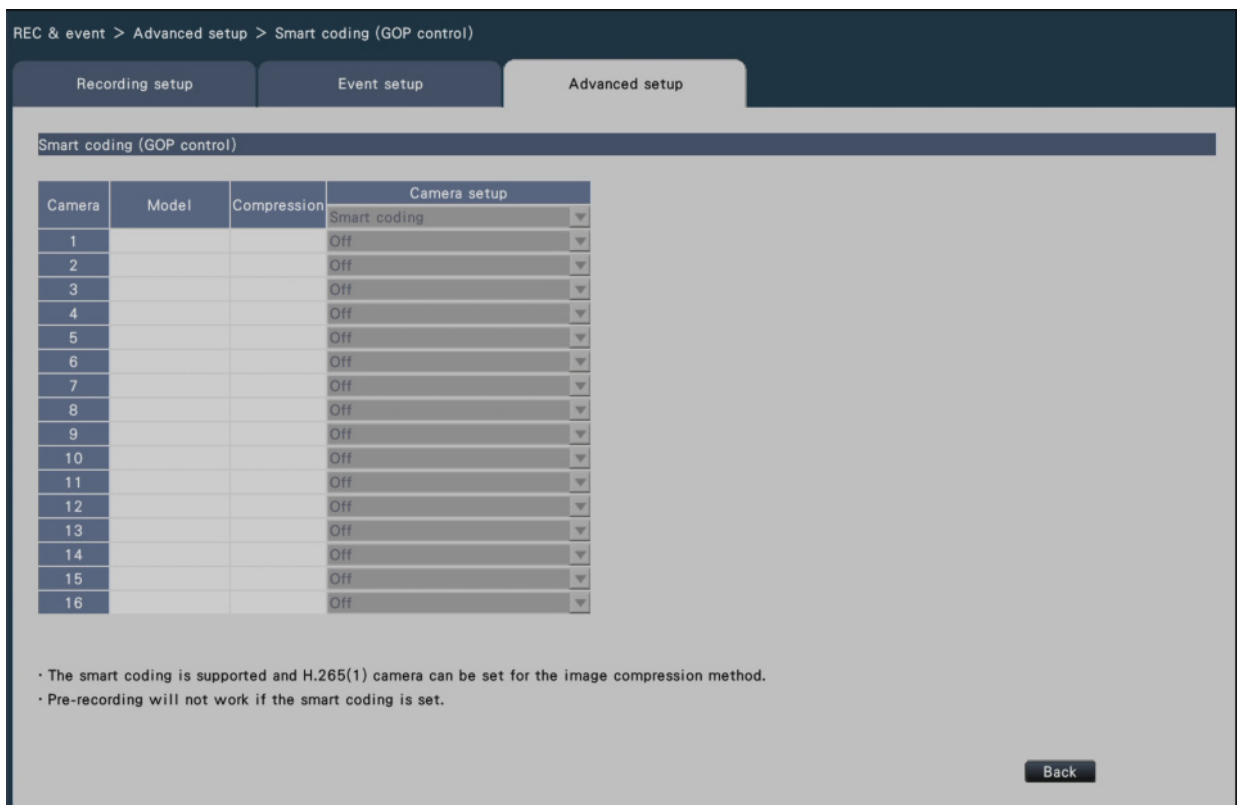 REC & event > Advanced setup > Smart coding (GOP control)
Recording setup Event setup Advanced setup
Smart coding (GOP control)
Camera Model Compression Camera setup
Smart coding
1 Off
2 Off
3 Off
4 Off
5 Off
6 Off
7 Off
8 Off
9 Off
10 Off
11 Off
12 Off
13 Off
14 Off
15 Off
16 Off
· The smart coding is supported and H.265(1) camera can be set for the image compression method.
· Pre-recording will not work if the smart coding is set.
Back